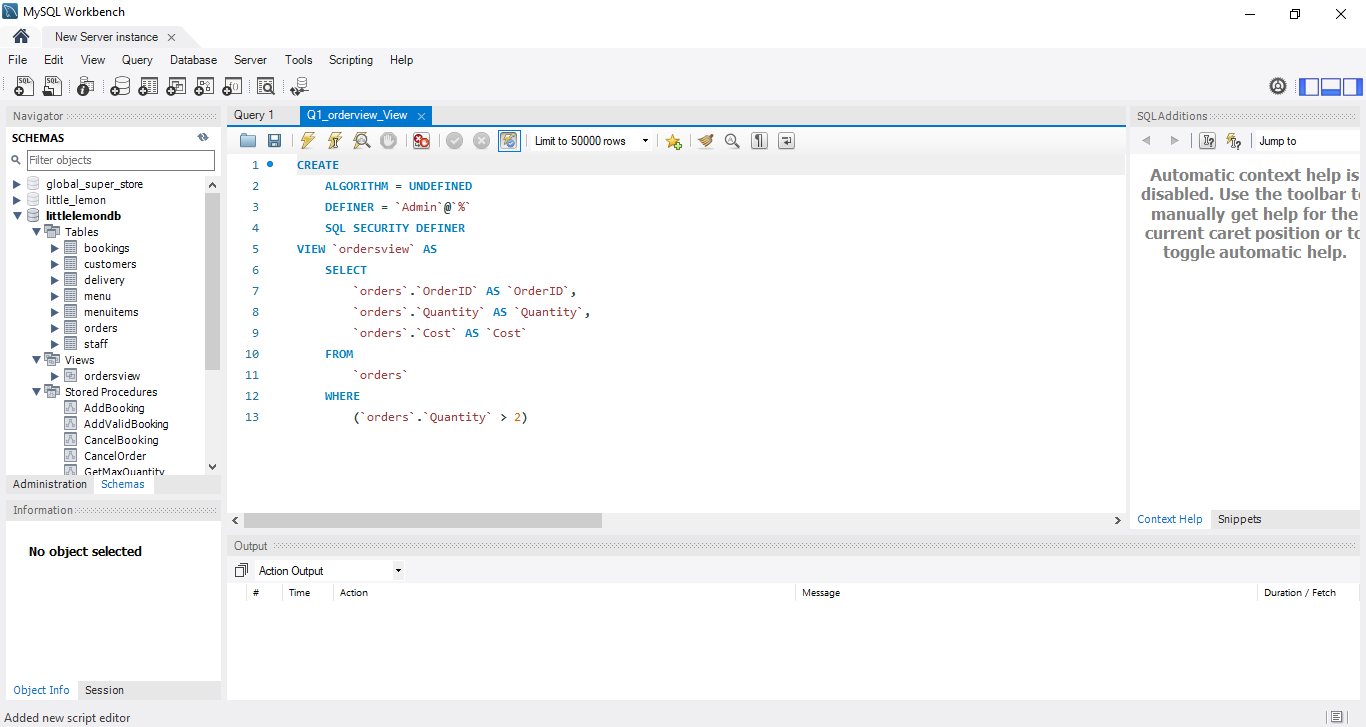 MySQL Workbench
New Server instance
File Edit View Query Database Server Tools Scripting Help
Navigator
SCHEMAS
Filter objects
global_super_store
little_lemon
littlelemondb
Tables
bookings
customers
delivery
menu
menuitems
orders
staff
Views
ordersview
Stored Procedures
AddBooking
AddValidBooking
CancelBooking
CancelOrder
GetMaxQuantity
Administration Schemas
Information
No object selected
Object Info Session
Query 1 Q1_orderview_View
Limit to 50000 rows
1 CREATE
2 ALGORITHM = UNDEFINED
3 DEFINER = `Admin`@`%`
4 SQL SECURITY DEFINER
5 VIEW `ordersview` AS
6 SELECT
7 `orders`.`OrderID` AS `OrderID`,
8 `orders`.`Quantity` AS `Quantity`,
9 `orders`.`Cost` AS `Cost`
10 FROM
11 `orders`
12 WHERE
13 (`orders`.`Quantity` > 2)
SQLAdditions
Jump to
Automatic context help is
disabled. Use the toolbar to
manually get help for the
current caret position or to
toggle automatic help.
Context Help Snippets
Output
Action Output
# Time Action Message Duration / Fetch
Added new script editor